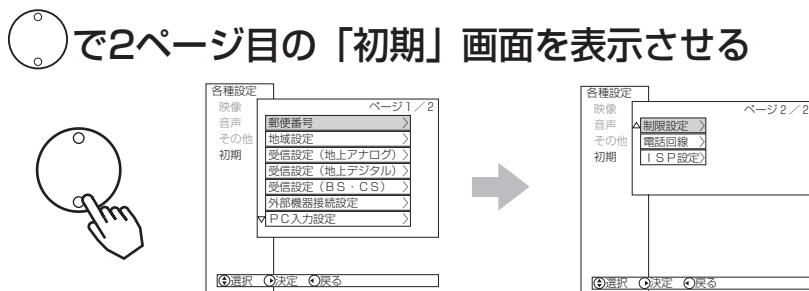 で2ページ目の「初期」画面を表示させる
各種設定
映像
音声
その他
初期
ページ1／2
郵便番号
地域設定
受信設定（地上アナログ）
受信設定（地上デジタル）
受信設定（BS・CS）
外部機器接続設定
PC入力設定
選択 決定 戻る
各種設定
映像
音声
その他
初期
ページ2／2
制限設定
電話回線
ISP設定
選択 決定 戻る